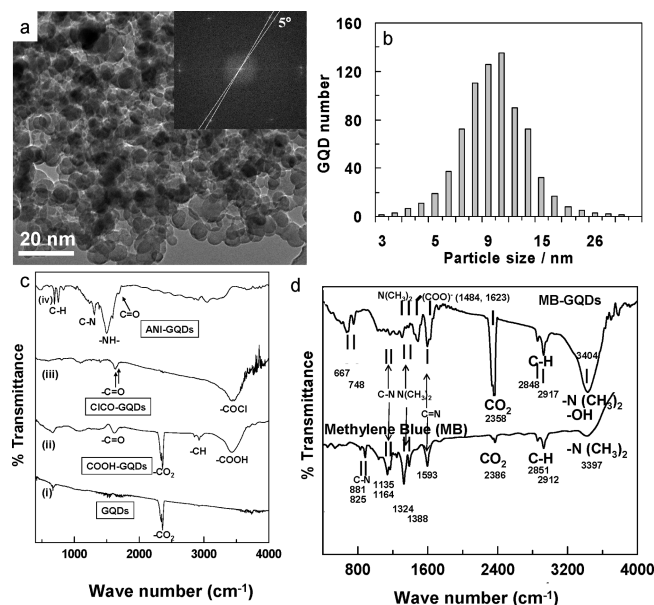 a
5º
20 nm
b
GQD number
160
120
80
40
0
3 9 15 26
Particle size / nm
c
% Transmittance
(iv)
C-H
C-N
-NH-
C=O
ANI-GQDs
(iii)
-C=O
ClCO-GQDs
-COCl
(ii)
-C=O
COOH-GQDs
-CO2
-CH
-COOH
(i)
GQDs
-CO2
1000 2000 3000 4000
Wave number (cm-1)
d
% Transmittance
N(CH3)2
(COO)- (1484, 1623)
MB-GQDs
667
748
C-N N(CH3)2
C=N
CO2
2358
C-H
2848
2917
3404
-N (CH3)2
-OH
Methylene Blue (MB)
C-N
881
825
1135
1164
1324
1388
1593
CO2
2386
C-H
2851
2912
-N (CH3)2
3397
800 1600 2400 3200 4000
Wave number (cm-1)